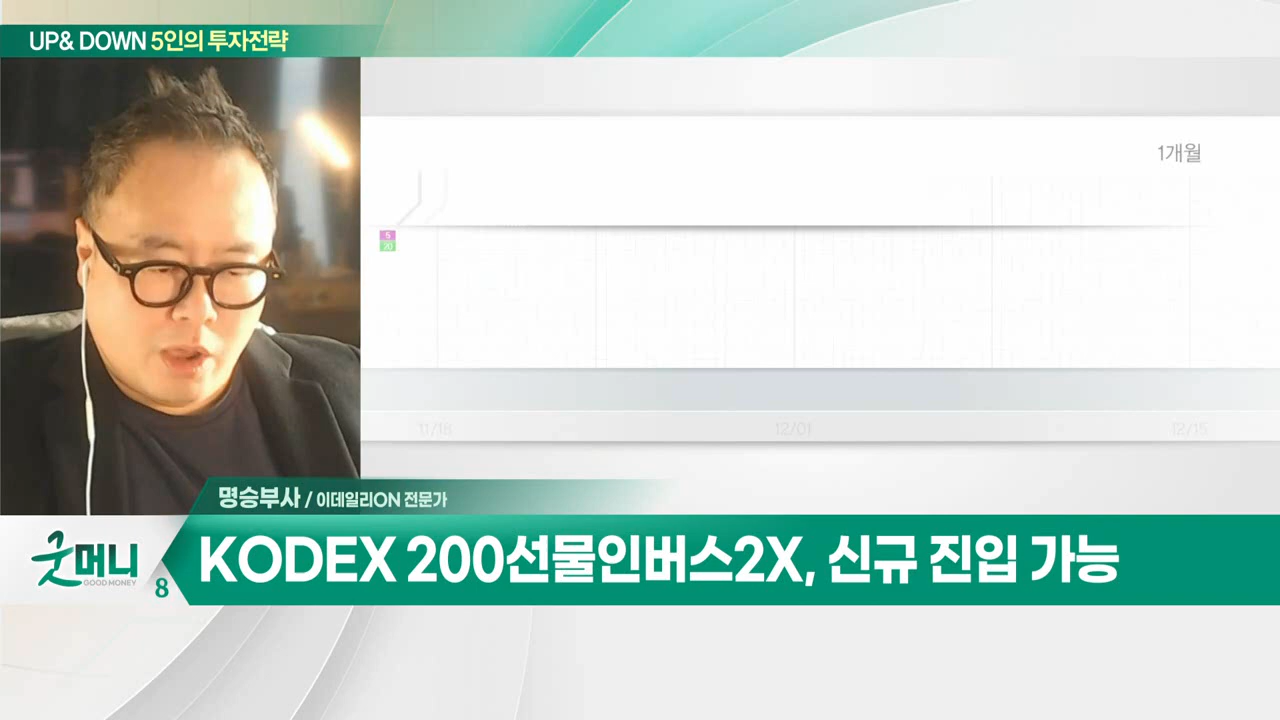 UP& DOWN 5인의 투자전략
1개월
5
20
11/18 12/01 12/15
명승부사 / 이데일리ON 전문가
굿머니
GOOD MONEY
8
KODEX 200선물인버스2X, 신규 진입 가능